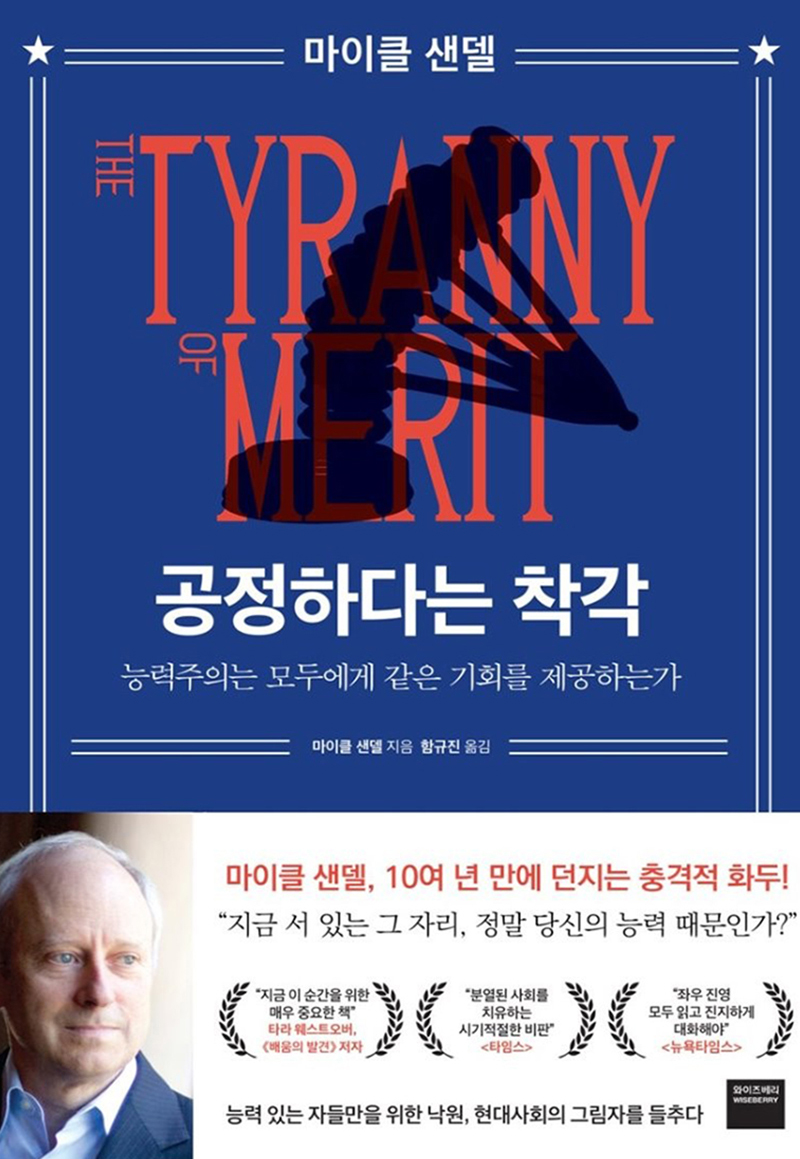 마이클 샌델
THE
TYRANNY
OF
MERIT
공정하다는 착각
능력주의는 모두에게 같은 기회를 제공하는가
마이클 샌델 지음 함규진 옮김
마이클 샌델, 10여 년 만에 던지는 충격적 화두!
“지금 서 있는 그 자리, 정말 당신의 능력 때문인가?”
“지금 이 순간을 위한
매우 중요한 책”
타라 웨스트오버,
《배움의 발견》 저자
“분열된 사회를
치유하는
시기적절한 비판”
<타임스>
“좌우 진영
모두 읽고 진지하게
대화해야”
<뉴욕타임스>
능력 있는 자들만을 위한 낙원, 현대사회의 그림자를 들추다
와이즈베리
WISEBERRY